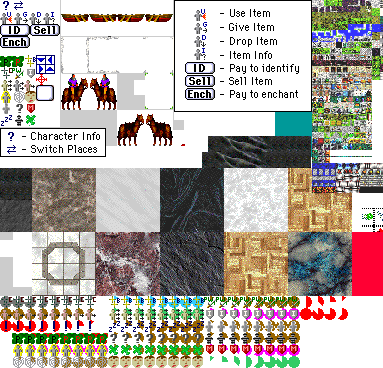 ? ⇄
U G D I
ID Sell
Ench
U - Use Item
G - Give Item
D - Drop Item
I - Item Info
ID - Pay to identify
Sell - Sell Item
Ench - Pay to enchant
? - Character Info
⇄ - Switch Places